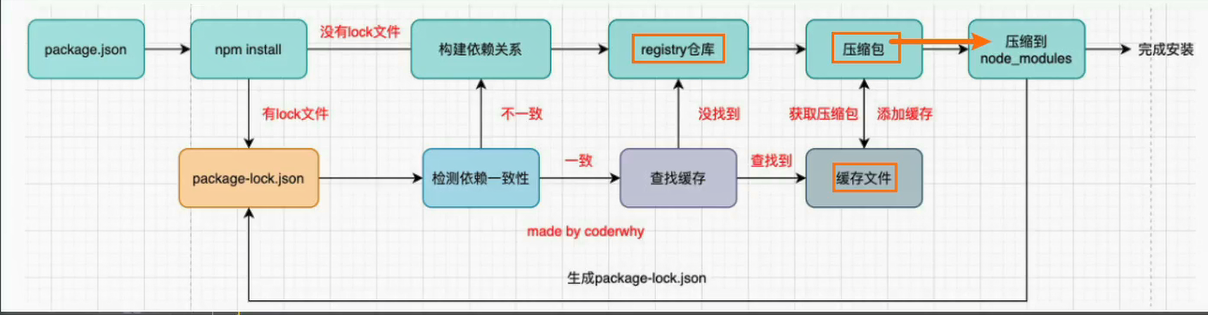 package.json
npm install
没有lock文件
构建依赖关系
registry仓库
压缩包
压缩到
node_modules
完成安装
有lock文件
不一致
没找到
获取压缩包
添加缓存
package-lock.json
检测依赖一致性
一致
查找缓存
查找到
缓存文件
made by coderwhy
生成package-lock.json